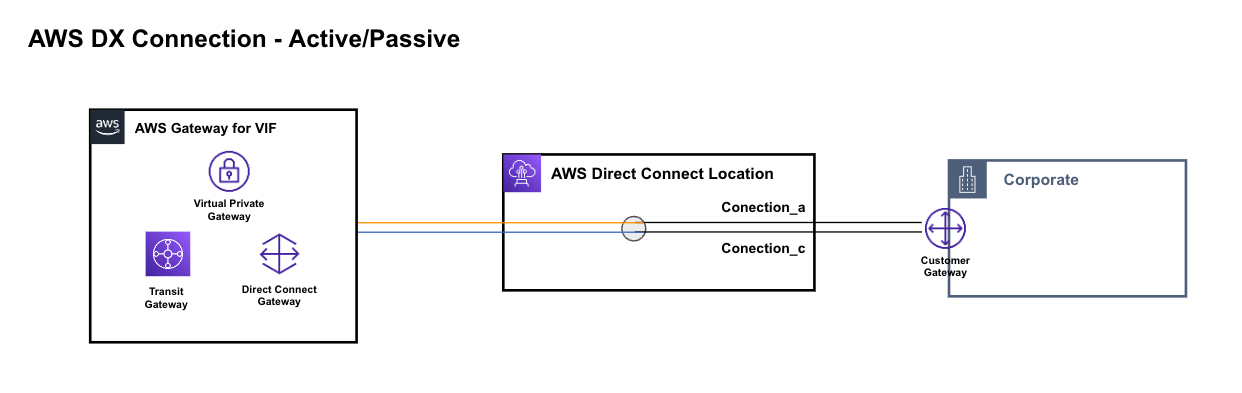 AWS DX Connection - Active/Passive
aws
AWS Gateway for VIF
Virtual Private
Gateway
Transit
Gateway
Direct Connect
Gateway
AWS Direct Connect Location
Conection_a
Conection_c
Corporate
Customer
Gateway